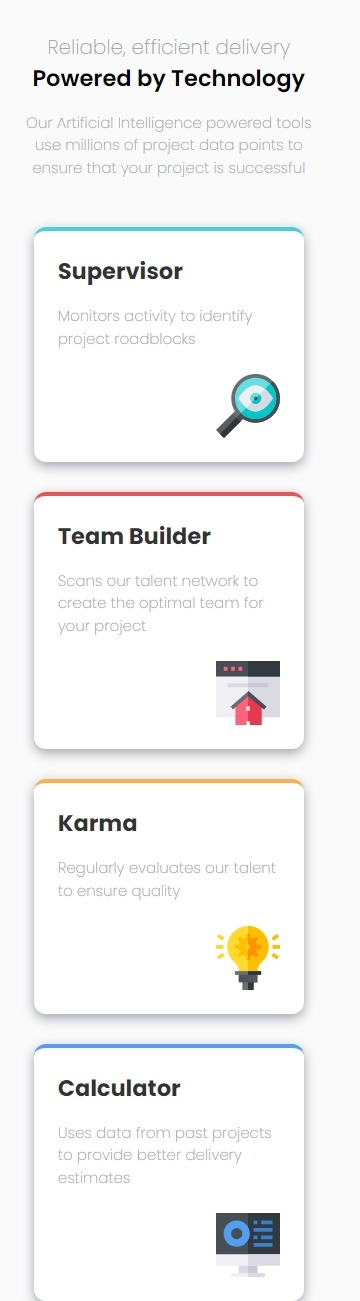 Reliable, efficient delivery
Powered by Technology
Our Artificial Intelligence powered tools
use millions of project data points to
ensure that your project is successful
Supervisor
Monitors activity to identify
project roadblocks
Team Builder
Scans our talent network to
create the optimal team for
your project
Karma
Regularly evaluates our talent
to ensure quality
Calculator
Uses data from past projects
to provide better delivery
estimates